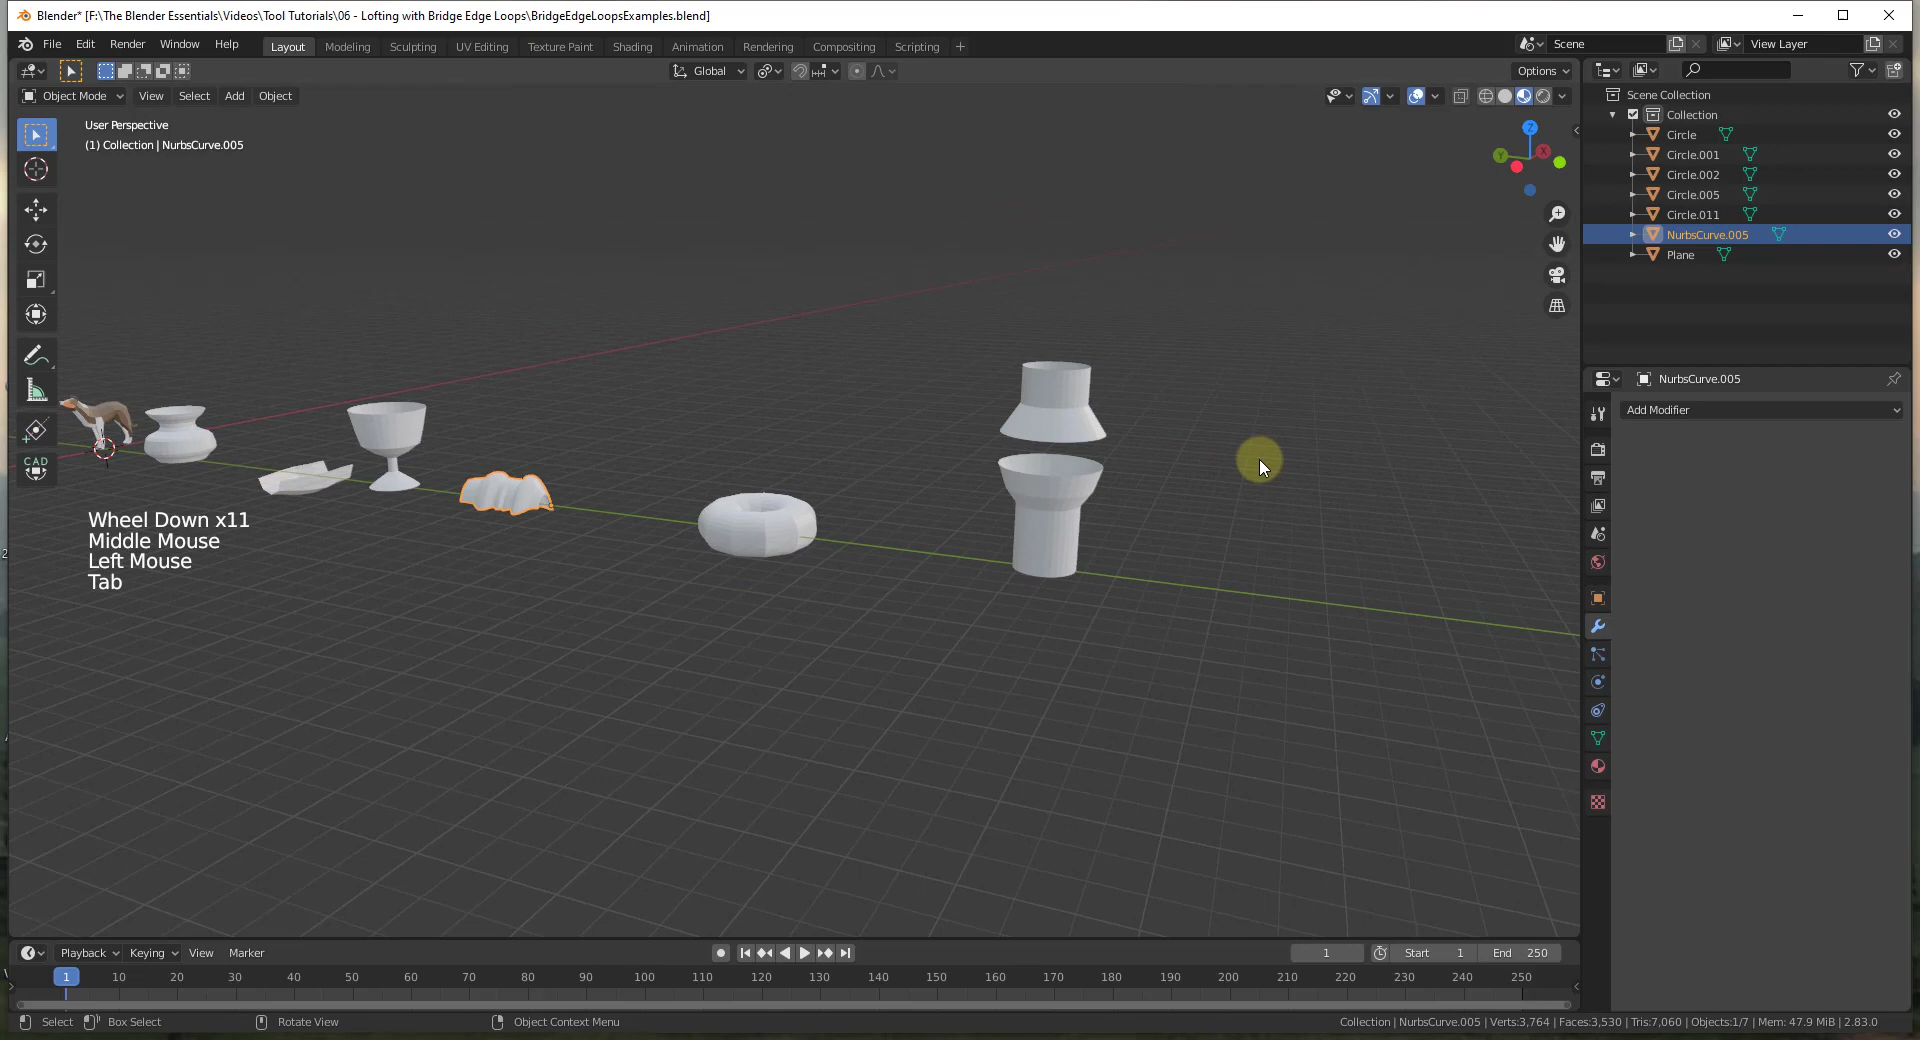 Blender* [F:\The Blender Essentials\Videos\Tool Tutorials\06 - Lofting with Bridge Edge Loops\BridgeEdgeLoopsExamples.blend]
File Edit Render Window Help Layout Modeling Sculpting UV Editing Texture Paint Shading Animation Rendering Compositing Scripting + Scene View Layer
Global Options
Object Mode View Select Add Object
User Perspective
(1) Collection | NurbsCurve.005
Z
Y
X
Scene Collection
Collection
Circle
Circle.001
Circle.002
Circle.005
Circle.011
NurbsCurve.005
Plane
NurbsCurve.005
Add Modifier
CAD
Wheel Down x11
Middle Mouse
Left Mouse
Tab
Playback Keying View Marker 1 Start 1 End 250
1 10 20 30 40 50 60 70 80 90 100 110 120 130 140 150 160 170 180 190 200 210 220 230 240 250
Select Box Select Rotate View Object Context Menu Collection | NurbsCurve.005 | Verts:3,764 | Faces:3,530 | Tris:7,060 | Objects:1/7 | Mem: 47.9 MiB | 2.83.0